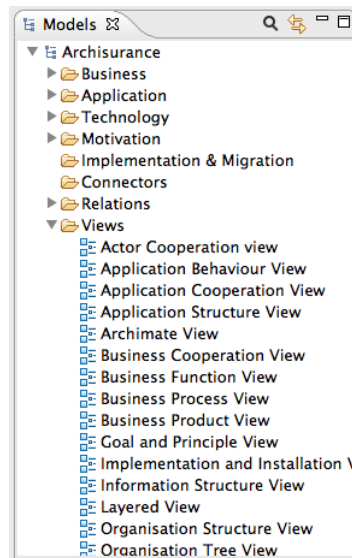 Models
Archisurance
Business
Application
Technology
Motivation
Implementation & Migration
Connectors
Relations
Views
Actor Cooperation view
Application Behaviour View
Application Cooperation View
Application Structure View
Archimate View
Business Cooperation View
Business Function View
Business Process View
Business Product View
Goal and Principle View
Implementation and Installation
Information Structure View
Layered View
Organisation Structure View
Organisation Tree View